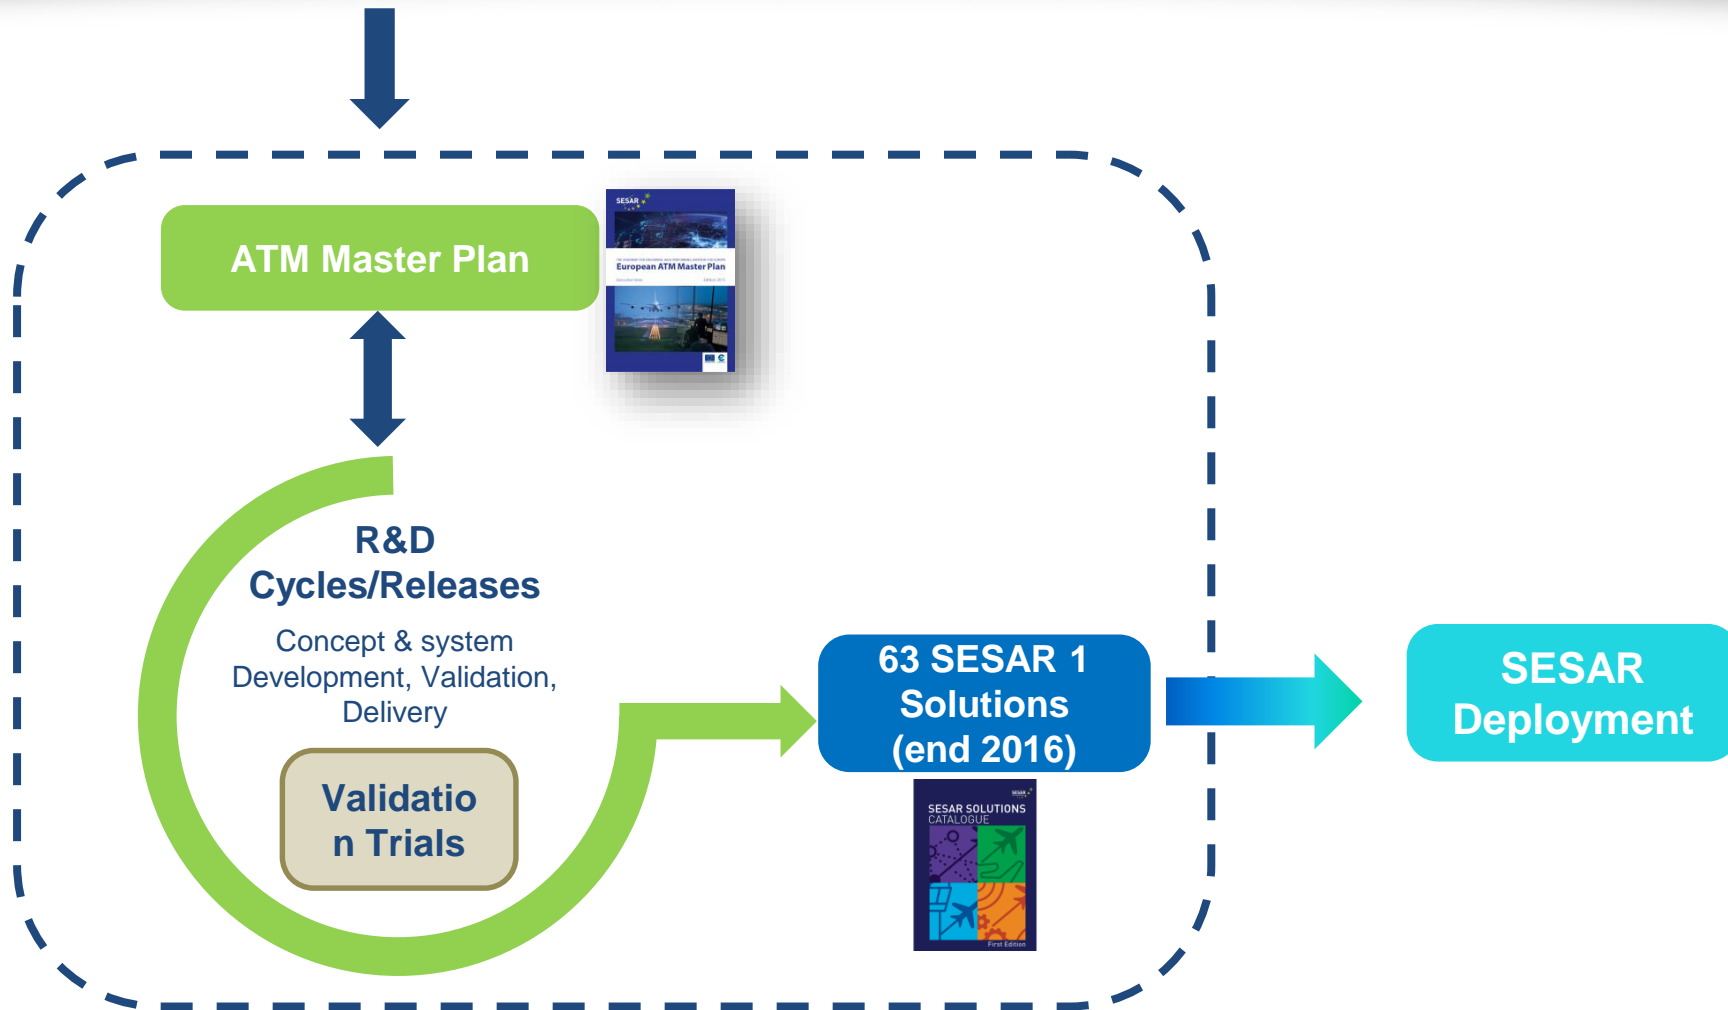 ATM Master Plan
SESAR
European ATM Master Plan
R&D
Cycles/Releases
Concept & system
Development, Validation,
Delivery
Validatio
n Trials
63 SESAR 1
Solutions
(end 2016)
SESAR SOLUTIONS
CATALOGUE
First Edition
SESAR
Deployment